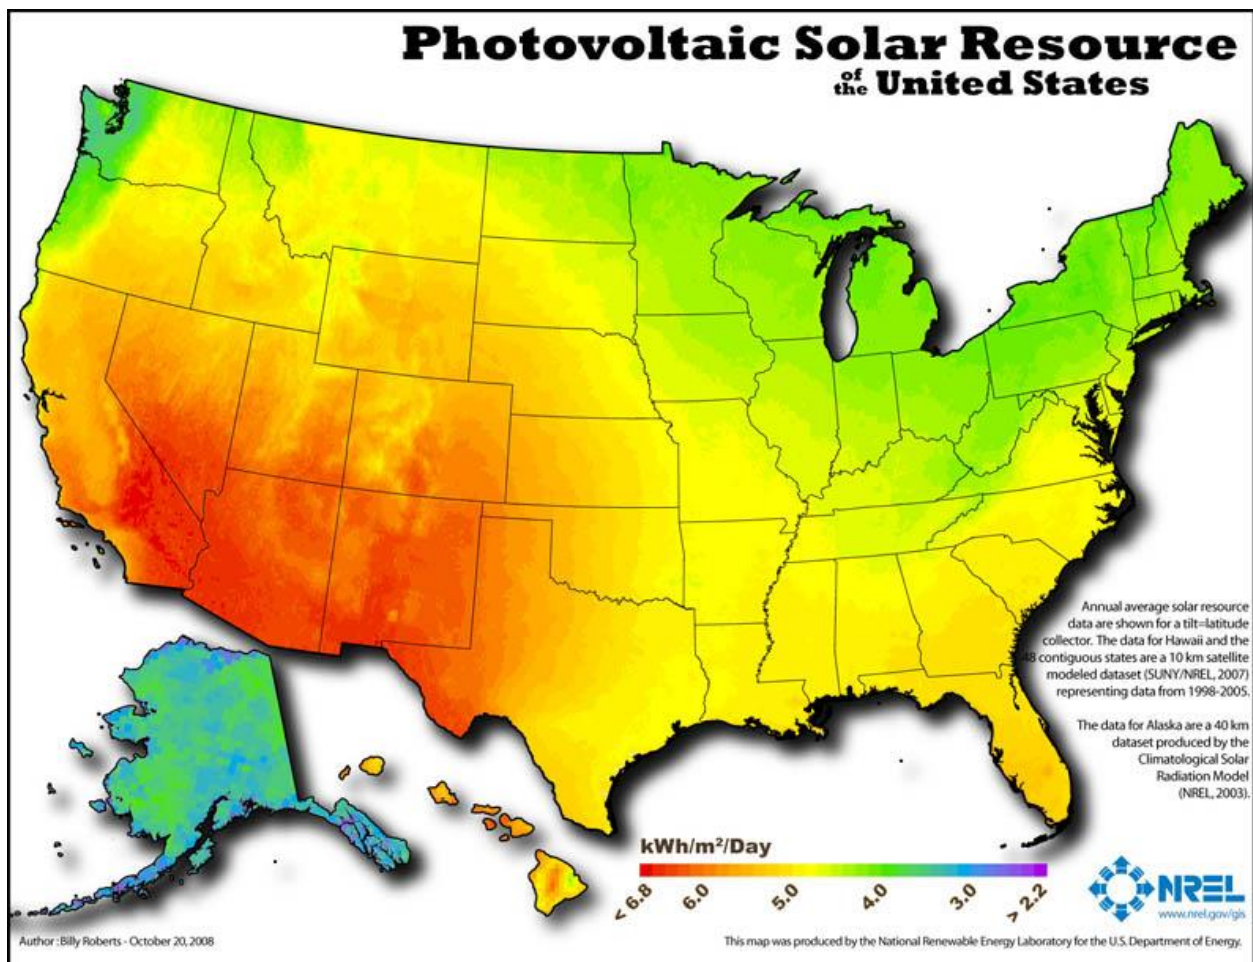 Photovoltaic Solar Resource
of the United States
Annual average solar resource
data are shown for a tilt=latitude
collector. The data for Hawaii and the
48 contiguous states are a 10 km satellite
modeled dataset (SUNY/NREL, 2007)
representing data from 1998-2005.
The data for Alaska are a 40 km
dataset produced by the
Climatological Solar
Radiation Model
(NREL, 2003).
kWh/m²/Day
< 6.8 6.0 5.0 4.0 3.0 > 2.2
NREL
www.nrel.gov/gis
Author : Billy Roberts - October 20, 2008
This map was produced by the National Renewable Energy Laboratory for the U.S. Department of Energy.